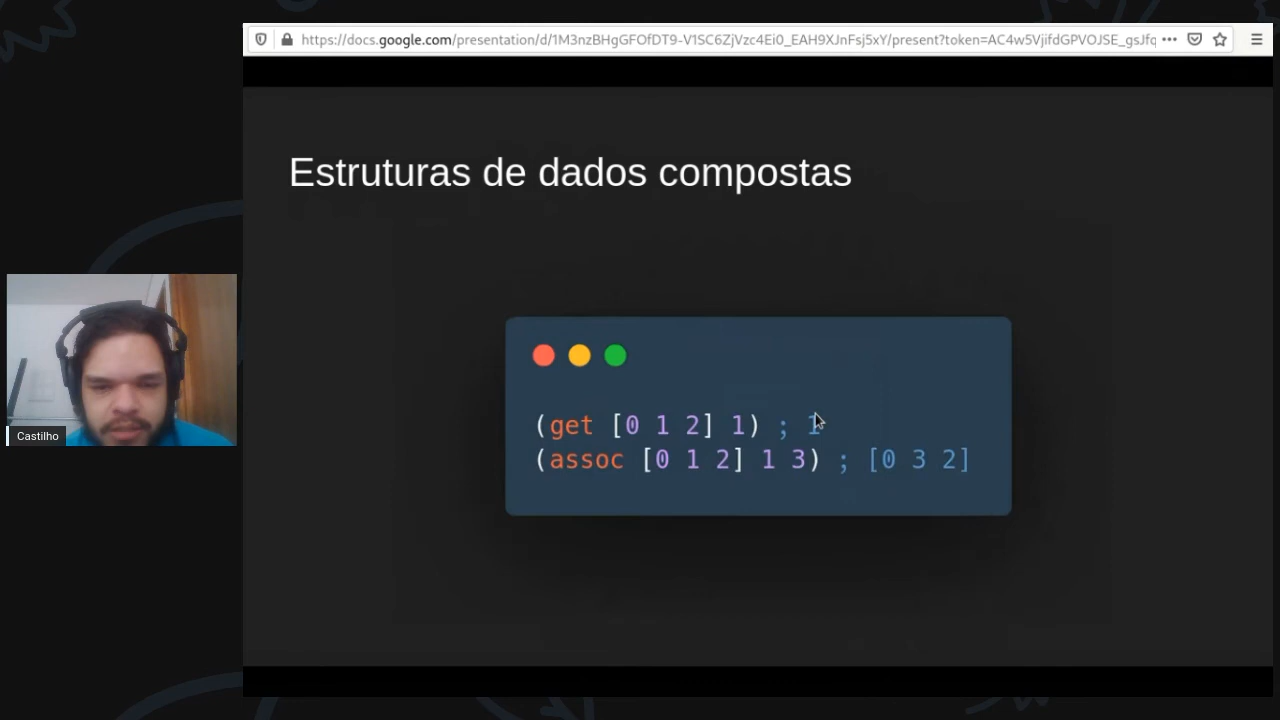 https://docs.google.com/presentation/d/1M3nzBHgGFOfDT9-V1SC6ZjVzc4Ei0_EAH9XJnFsj5xY/present?token=AC4w5VjifdGPVOJSE_gsJfq
Estruturas de dados compostas
(get [0 1 2] 1) ; 1
(assoc [0 1 2] 1 3) ; [0 3 2]
Castilho